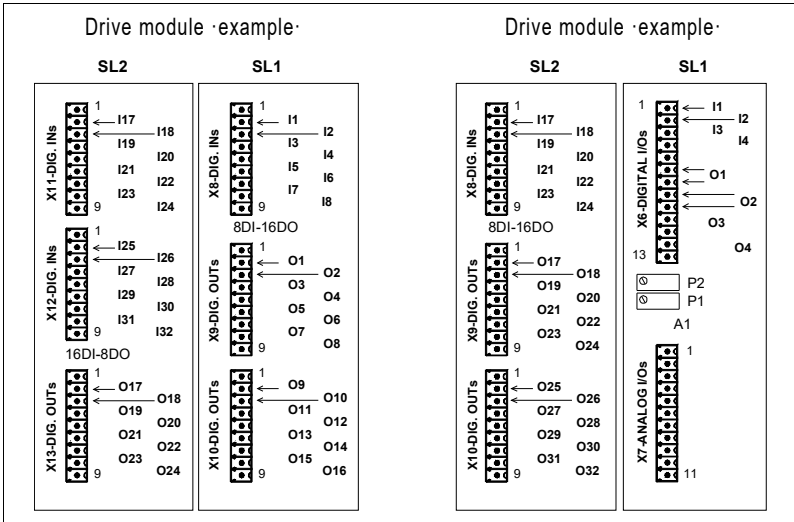 Drive module ·example·
SL2
SL1
X11-DIG. INs
1
I17
I18
I19
I20
I21
I22
I23
I24
9
X12-DIG. INs
1
I25
I26
I27
I28
I29
I30
I31
I32
9
16DI-8DO
X13-DIG. OUTs
1
O17
O18
O19
O20
O21
O22
O23
O24
9
X8-DIG. INs
1
I1
I2
I3
I4
I5
I6
I7
I8
9
8DI-16DO
X9-DIG. OUTs
1
O1
O2
O3
O4
O5
O6
O7
O8
9
X10-DIG. OUTs
1
O9
O10
O11
O12
O13
O14
O15
O16
9
Drive module ·example·
SL2
SL1
X8-DIG. INs
1
I17
I18
I19
I20
I21
I22
I23
I24
9
8DI-16DO
X9-DIG. OUTs
1
O17
O18
O19
O20
O21
O22
O23
O24
9
X10-DIG. OUTs
1
O25
O26
O27
O28
O29
O30
O31
O32
9
X6-DIGITAL I/Os
1
I1
I2
I3
I4
O1
O2
O3
O4
13
P2
P1
A1
X7-ANALOG I/Os
1
11